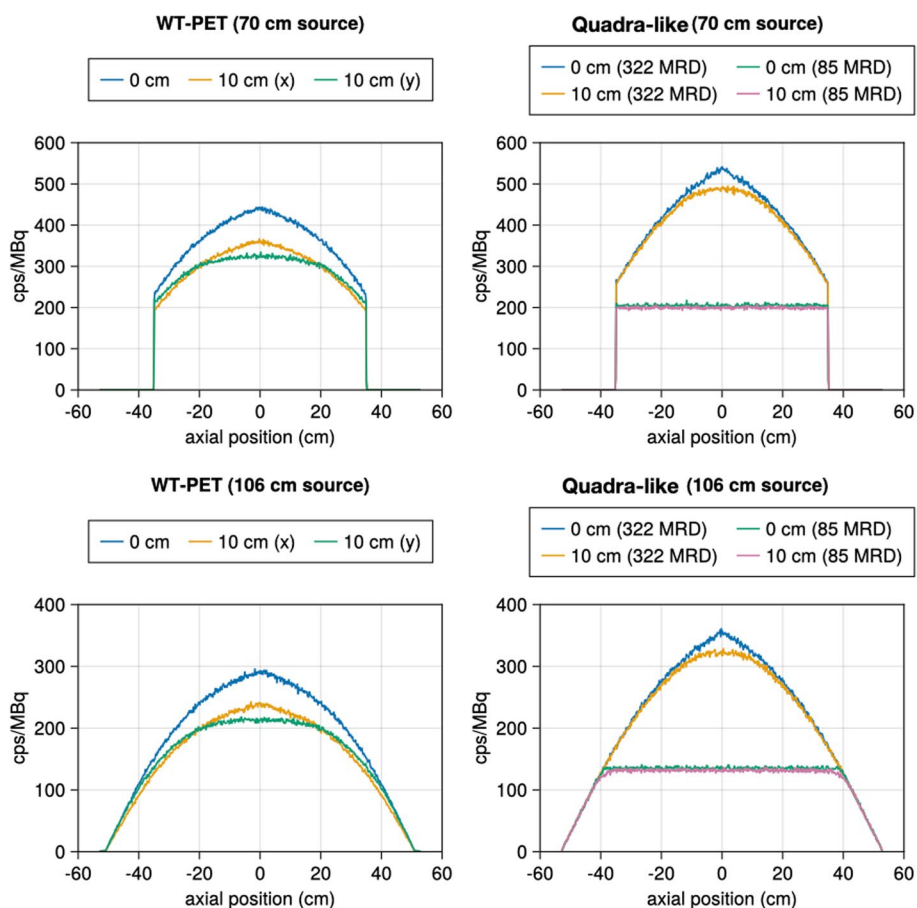 WT-PET (70 cm source)
0 cm 10 cm (x) 10 cm (y)
600
500
400
300
200
100
0
cps/MBq
-60 -40 -20 0 20 40 60
axial position (cm)
Quadra-like (70 cm source)
0 cm (322 MRD) 0 cm (85 MRD)
10 cm (322 MRD) 10 cm (85 MRD)
600
500
400
300
200
100
0
cps/MBq
-60 -40 -20 0 20 40 60
axial position (cm)
WT-PET (106 cm source)
0 cm 10 cm (x) 10 cm (y)
400
300
200
100
0
cps/MBq
-60 -40 -20 0 20 40 60
axial position (cm)
Quadra-like (106 cm source)
0 cm (322 MRD) 0 cm (85 MRD)
10 cm (322 MRD) 10 cm (85 MRD)
400
300
200
100
0
cps/MBq
-60 -40 -20 0 20 40 60
axial position (cm)